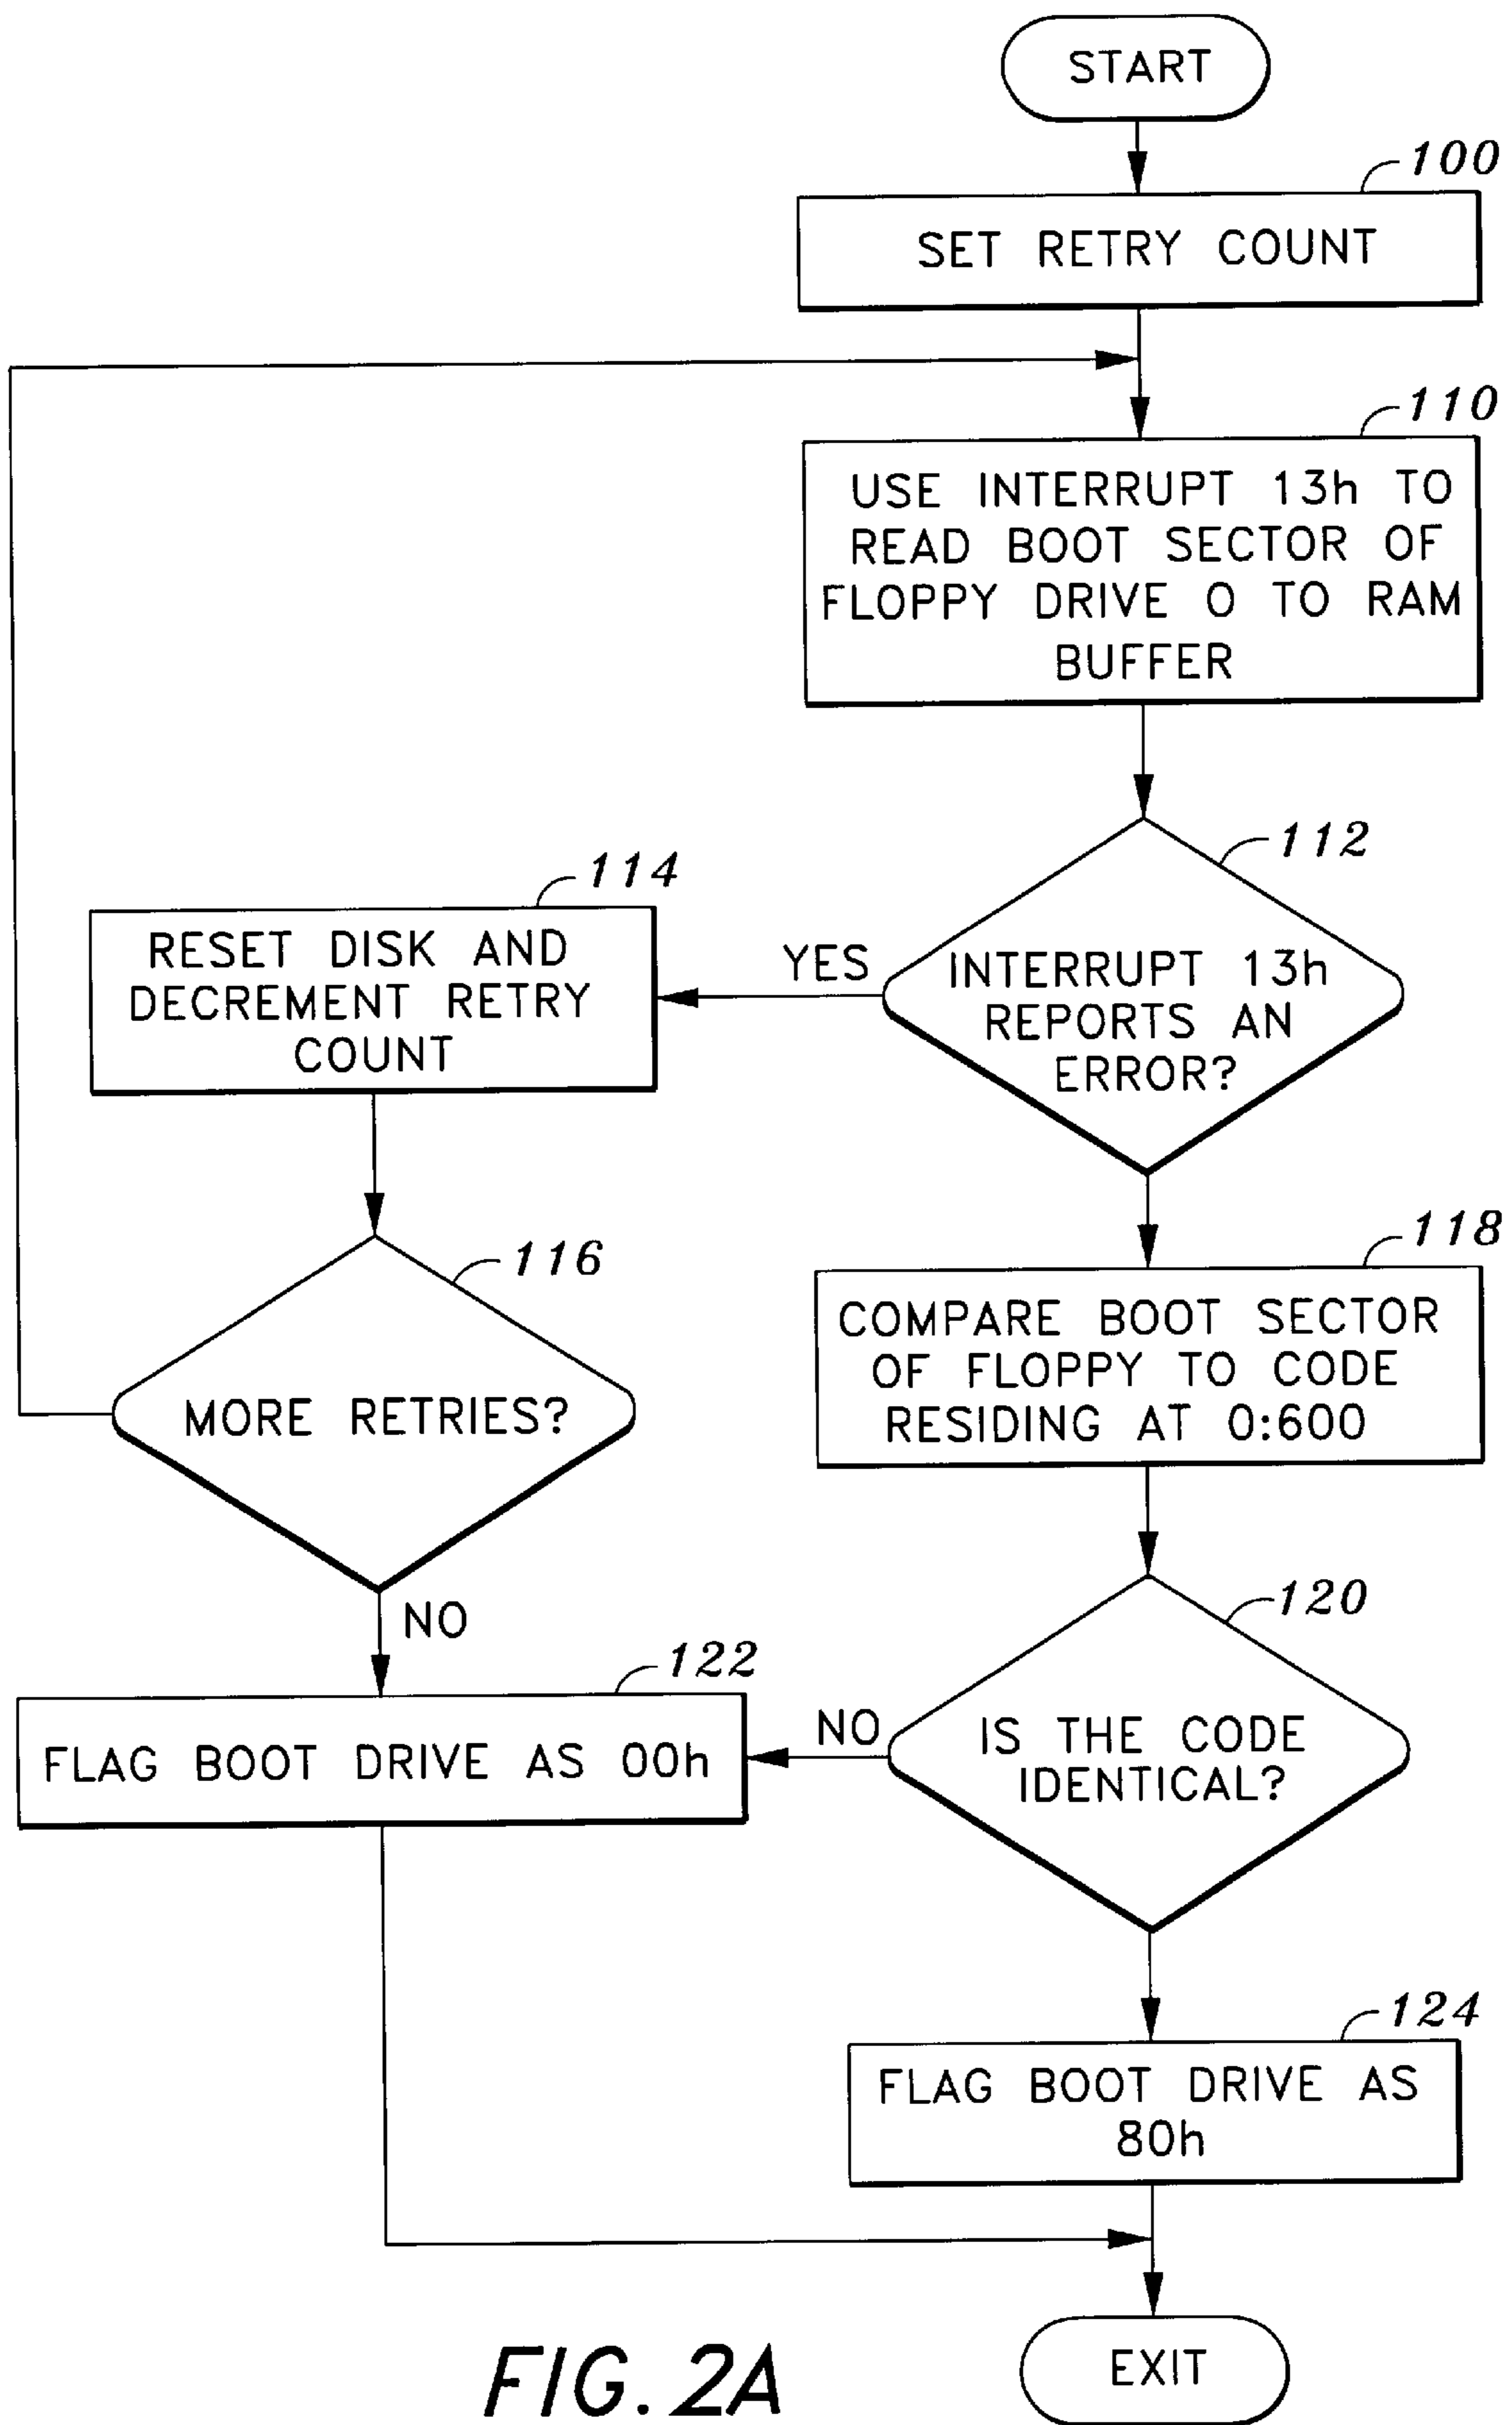 START
100
SET RETRY COUNT
110
USE INTERRUPT 13h TO
READ BOOT SECTOR OF
FLOPPY DRIVE 0 TO RAM
BUFFER
112
INTERRUPT 13h
REPORTS AN
ERROR?
YES
114
RESET DISK AND
DECREMENT RETRY
COUNT
116
MORE RETRIES?
NO
118
COMPARE BOOT SECTOR
OF FLOPPY TO CODE
RESIDING AT 0:600
120
IS THE CODE
IDENTICAL?
NO
122
FLAG BOOT DRIVE AS 00h
124
FLAG BOOT DRIVE AS
80h
EXIT
FIG. 2A